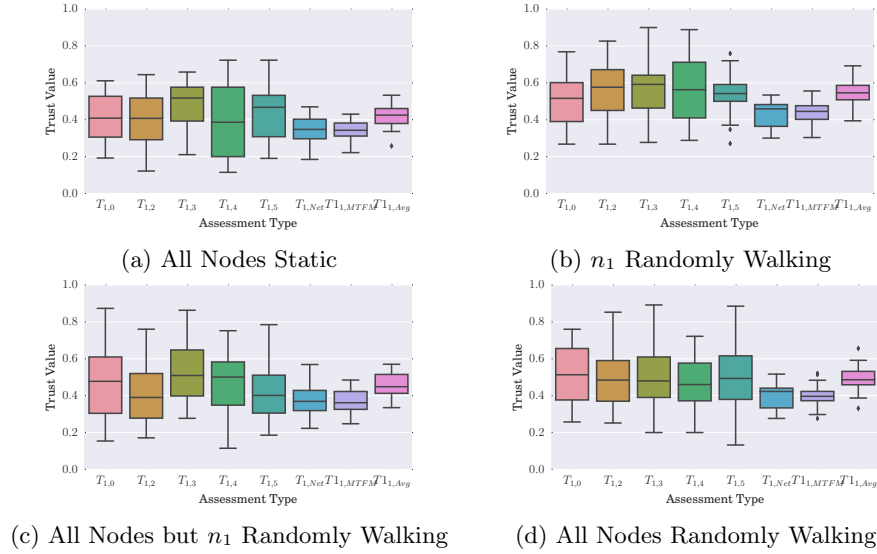 1.0
0.8
0.6
0.4
0.2
0.0
Trust Value
T1,0 T1,2 T1,3 T1,4 T1,5 T1,Net T11,MTFM T11,Avg
Assessment Type
(a) All Nodes Static
1.0
0.8
0.6
0.4
0.2
0.0
Trust Value
T1,0 T1,2 T1,3 T1,4 T1,5 T1,Net T11,MTFM T11,Avg
Assessment Type
(b) n1 Randomly Walking
1.0
0.8
0.6
0.4
0.2
0.0
Trust Value
T1,0 T1,2 T1,3 T1,4 T1,5 T1,Net T11,MTFM T11,Avg
Assessment Type
(c) All Nodes but n1 Randomly Walking
1.0
0.8
0.6
0.4
0.2
0.0
Trust Value
T1,0 T1,2 T1,3 T1,4 T1,5 T1,Net T11,MTFM T11,Avg
Assessment Type
(d) All Nodes Randomly Walking